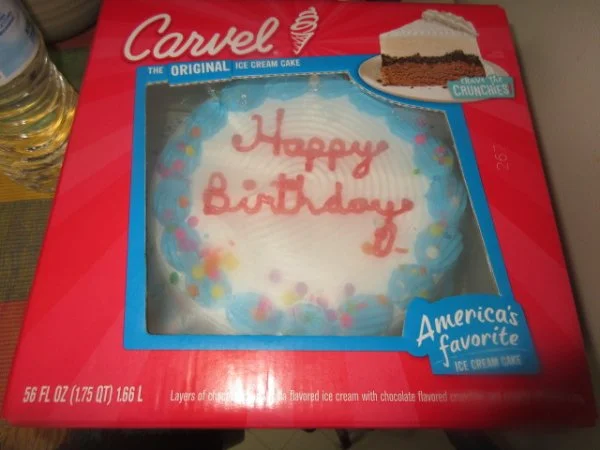 Carvel
THE ORIGINAL ICE CREAM CAKE
CRUNCHIES
Happy
Birthday
D
267
America's
favorite
ICE CREAM CAKE
56 FL OZ (1.75 QT) 1.66 L
Layers of flavored ice cream with chocolate flavored